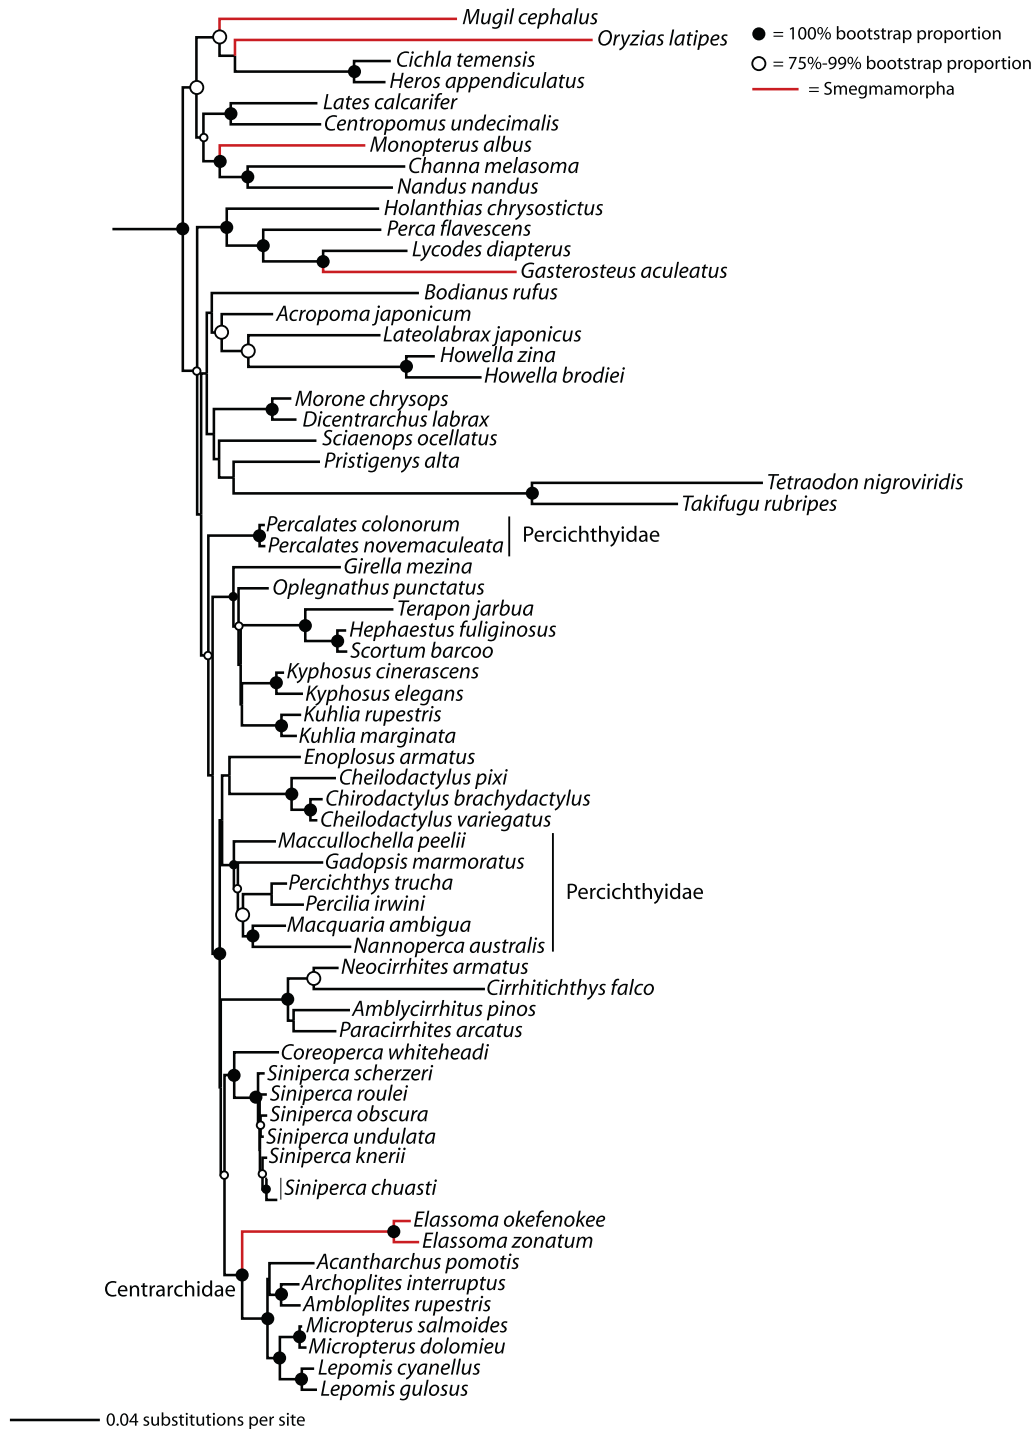 Mugil cephalus
Oryzias latipes
= 100% bootstrap proportion
Cichla temensis
= 75%-99% bootstrap proportion
Heros appendiculatus
= Smegmamorpha
Lates calcarifer
Centropomus undecimalis
Monopterus albus
Channa melasoma
Nandus nandus
Holanthias chrysostictus
Perca flavescens
Lycodes diapterus
Gasterosteus aculeatus
Bodianus rufus
Acropoma japonicum
Lateolabrax japonicus
Howella zina
Howella brodiei
Morone chrysops
Dicentrarchus labrax
Sciaenops ocellatus
Pristigenys alta
Tetraodon nigroviridis
Takifugu rubripes
Percalates colonorum
Percichthyidae
Percalates novemaculeata
Girella mezina
Oplegnathus punctatus
Terapon jarbua
Hephaestus fuliginosus
Scortum barcoo
Kyphosus cinerascens
Kyphosus elegans
Kuhlia rupestris
Kuhlia marginata
Enoplosus armatus
Cheilodactylus pixi
Chirodactylus brachydactylus
Cheilodactylus variegatus
Maccullochella peelii
Gadopsis marmoratus
Percichthys trucha
Percichthyidae
Percilia irwini
Macquaria ambigua
Nannoperca australis
Neocirrhites armatus
Cirrhitichthys falco
Amblycirrhitus pinos
Paracirrhites arcatus
Coreoperca whiteheadi
Siniperca scherzeri
Siniperca roulei
Siniperca obscura
Siniperca undulata
Siniperca knerii
Siniperca chuasti
Elassoma okefenokee
Elassoma zonatum
Acantharchus pomotis
Centrarchidae
Archoplites interruptus
Ambloplites rupestris
Micropterus salmoides
Micropterus dolomieu
Lepomis cyanellus
Lepomis gulosus
0.04 substitutions per site